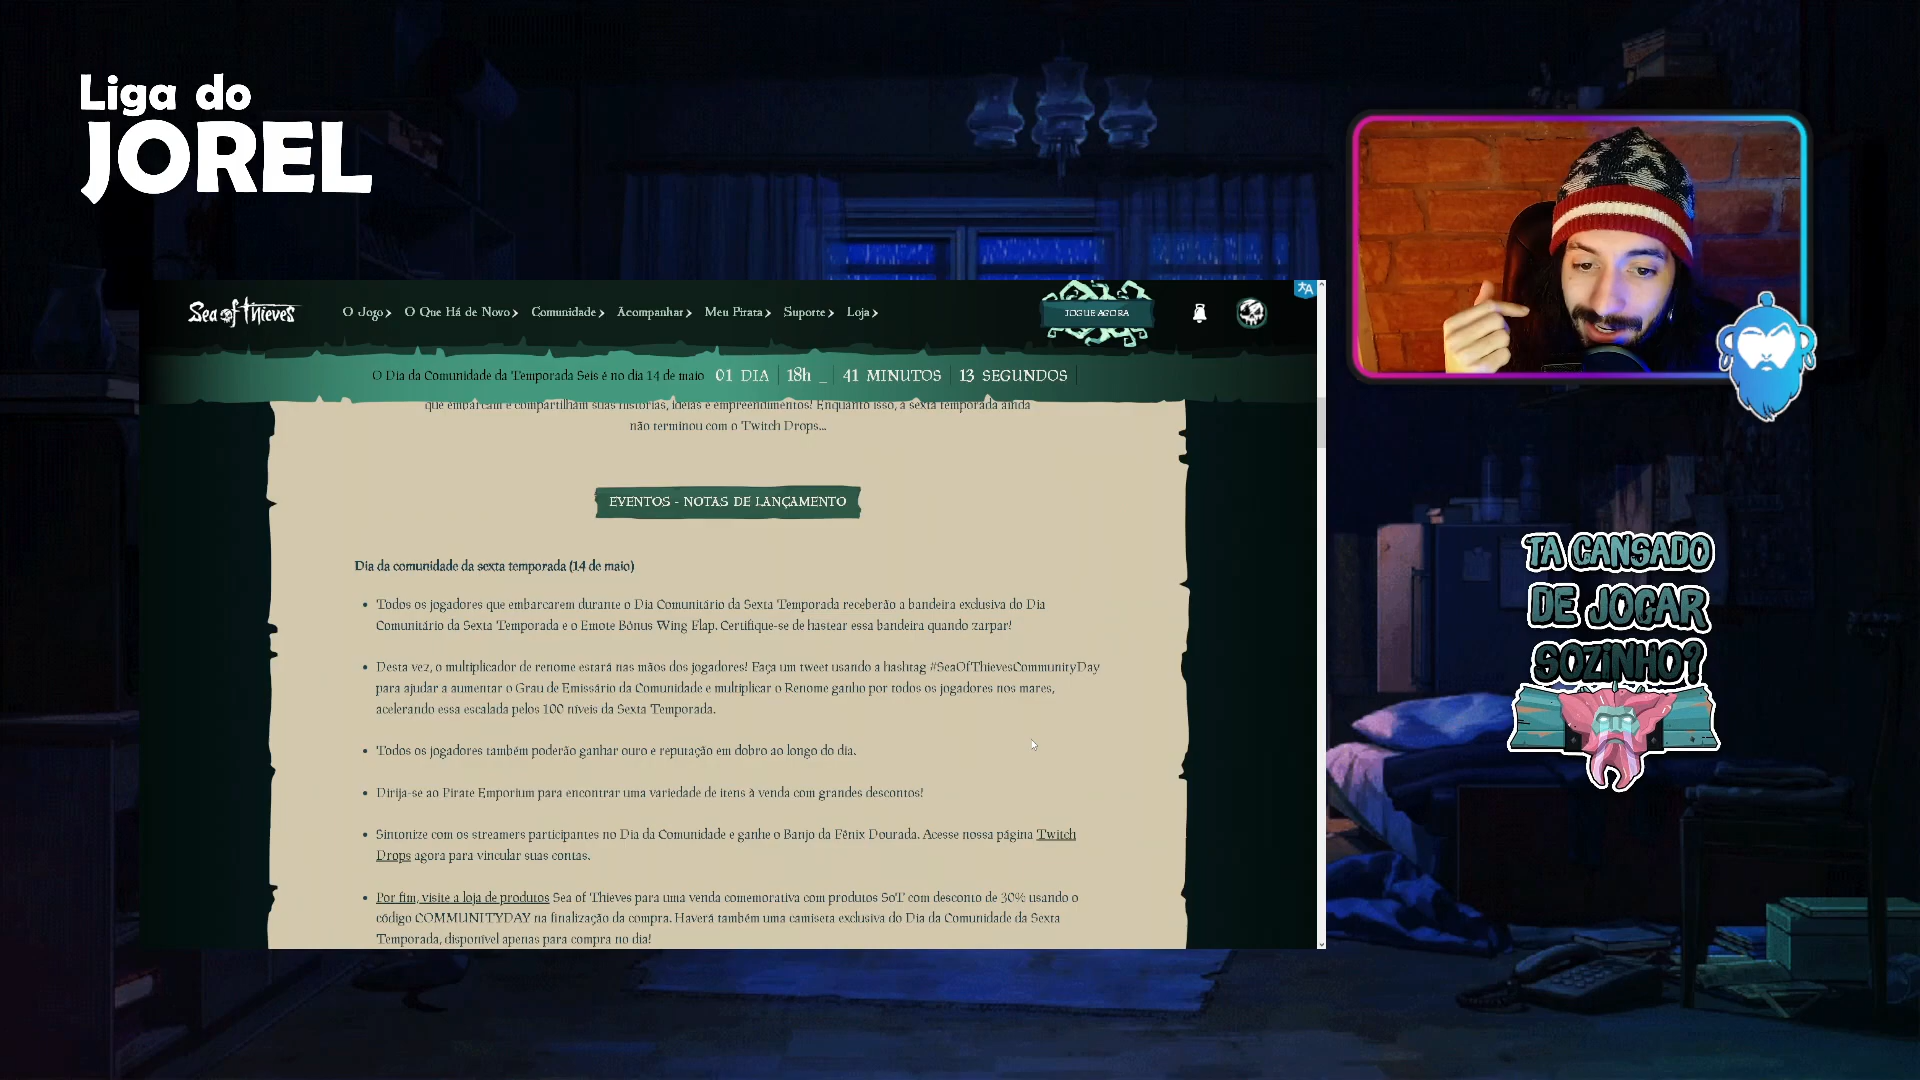 Liga do
JOREL
Sea of Thieves
O Jogo
O Que Há de Novo
Comunidade
Acompanhar
Meu Pirata
Suporte
Loja
JOGUE AGORA
O Dia da Comunidade da Temporada Seis é no dia 14 de maio 01 DIA 18h _ 41 MINUTOS 13 SEGUNDOS
que embarcam e compartilham suas histórias, ideias e empreendimentos! Enquanto isso, a sexta temporada ainda
não terminou com o Twitch Drops...
EVENTOS - NOTAS DE LANÇAMENTO
Dia da comunidade da sexta temporada (14 de maio)
• Todos os jogadores que embarcarem durante o Dia Comunitário da Sexta Temporada receberão a bandeira exclusiva do Dia
Comunitário da Sexta Temporada e o Emote Bônus Wing Flap. Certifique-se de hastear essa bandeira quando zarpar!
• Desta vez, o multiplicador de renome estará nas mãos dos jogadores! Faça um tweet usando a hashtag #SeaOfThievesCommunityDay
para ajudar a aumentar o Grau de Emissário da Comunidade e multiplicar o Renome ganho por todos os jogadores nos mares,
acelerando essa escalada pelos 100 níveis da Sexta Temporada.
• Todos os jogadores também poderão ganhar ouro e reputação em dobro ao longo do dia.
• Dirija-se ao Pirate Emporium para encontrar uma variedade de itens à venda com grandes descontos!
• Sintonize com os streamers participantes no Dia da Comunidade e ganhe o Banjo da Fênix Dourada. Acesse nossa página Twitch
Drops agora para vincular suas contas.
• Por fim, visite a loja de produtos Sea of Thieves para uma venda comemorativa com produtos SoT com desconto de 30% usando o
código COMMUNITYDAY na finalização da compra. Haverá também uma camiseta exclusiva do Dia da Comunidade da Sexta
Temporada, disponível apenas para compra no dia!
TA CANSADO
DE JOGAR
SOZINHO?